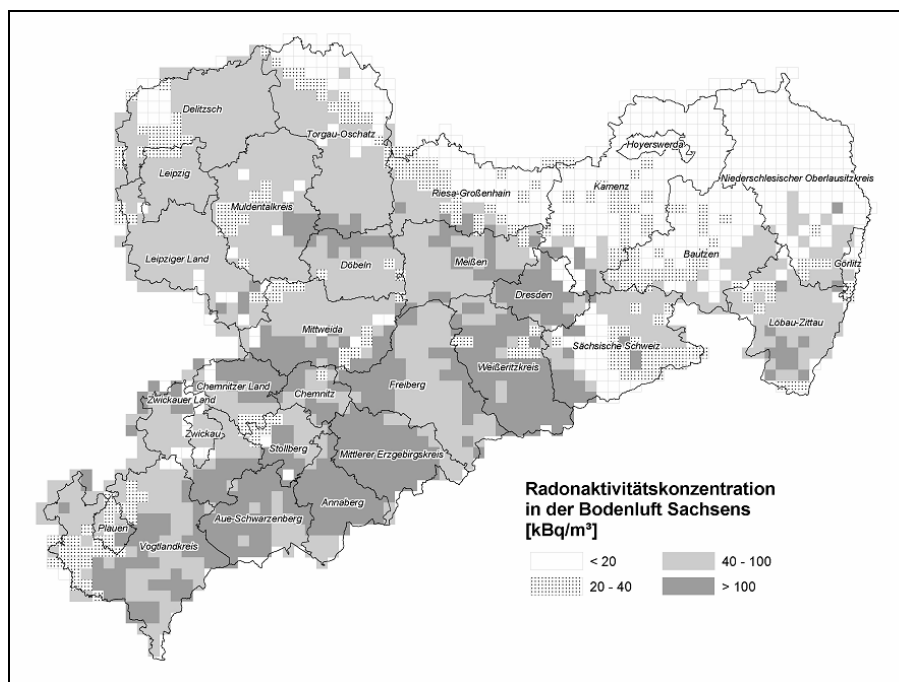 Delitzsch
Torgau-Oschatz
Hoyerswerda
Leipzig
Niederschlesischer Oberlausitzkreis
Riesa-Großenhain
Kamenz
Muldentalkreis
Leipziger Land
Döbeln
Meißen
Bautzen
Görlitz
Dresden
Löbau-Zittau
Mittweida
Sächsische Schweiz
Weißeritzkreis
Chemnitzer Land
Freiberg
Chemnitz
Zwickauer Land
Zwickau
Stollberg
Mittlerer Erzgebirgskreis
Annaberg
Aue-Schwarzenberg
Plauen
Vogtlandkreis
Radonaktivitätskonzentration
in der Bodenluft Sachsens
[kBq/m³]
< 20
40 - 100
20 - 40
> 100